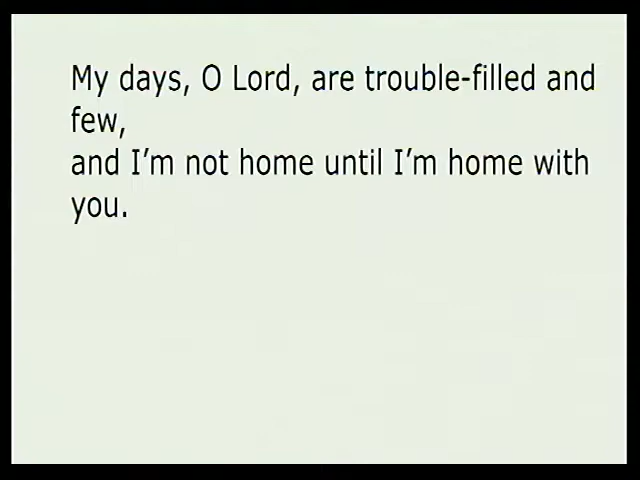 My days, O Lord, are trouble-filled and
few,
and I’m not home until I’m home with
you.